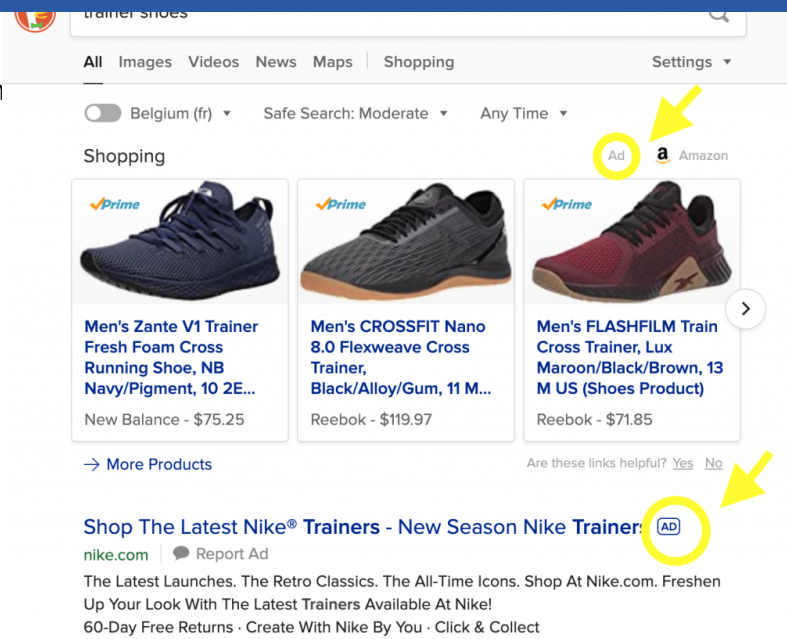 trainer shoes
All Images Videos News Maps Shopping Settings
Belgium (fr) Safe Search: Moderate Any Time
Shopping Ad a Amazon
Prime Prime Prime
Men's Zante V1 Trainer
Fresh Foam Cross
Running Shoe, NB
Navy/Pigment, 10 2E...
New Balance - $75.25
Men's CROSSFIT Nano
8.0 Flexweave Cross
Trainer,
Black/Alloy/Gum, 11 M...
Reebok - $119.97
Men's FLASHFILM Train
Cross Trainer, Lux
Maroon/Black/Brown, 13
M US (Shoes Product)
Reebok - $71.85
More Products Are these links helpful? Yes No
Shop The Latest Nike® Trainers - New Season Nike Trainers AD
nike.com Report Ad
The Latest Launches. The Retro Classics. The All-Time Icons. Shop At Nike.com. Freshen
Up Your Look With The Latest Trainers Available At Nike!
60-Day Free Returns · Create With Nike By You · Click & Collect